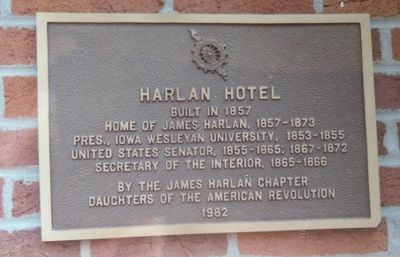 HARLAN HOTEL
BUILT IN 1857
HOME OF JAMES HARLAN, 1857-1873
PRES., IOWA WESLEYAN UNIVERSITY, 1853-1855
UNITED STATES SENATOR, 1855-1865; 1867-1872
SECRETARY OF THE INTERIOR, 1865-1866
BY THE JAMES HARLAN CHAPTER
DAUGHTERS OF THE AMERICAN REVOLUTION
1982